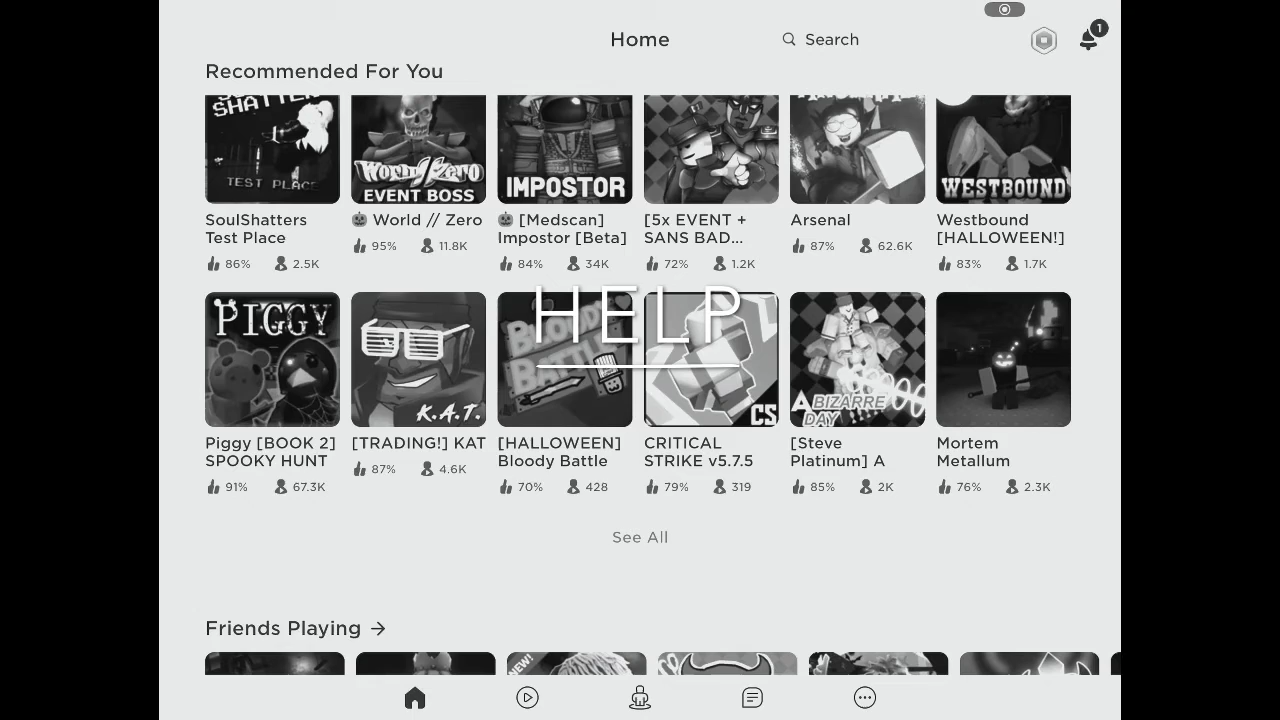 Home
Search
1
Recommended For You
SHATTER
TEST PLACE
World // Zero
EVENT BOSS
IMPOSTOR
WESTBOUND
SoulShatters
Test Place
86% 2.5K
🎃 World // Zero
95% 11.8K
🎃 [Medscan]
Impostor [Beta]
84% 34K
[5x EVENT +
SANS BAD...
72% 1.2K
Arsenal
87% 62.6K
Westbound
[HALLOWEEN!]
83% 1.7K
HELP
PIGGY
K.A.T.
BLOODY
BATTLE
CS
A BIZARRE
DAY
Piggy [BOOK 2]
SPOOKY HUNT
91% 67.3K
[TRADING!] KAT
87% 4.6K
[HALLOWEEN]
Bloody Battle
70% 428
CRITICAL
STRIKE v5.7.5
79% 319
[Steve
Platinum] A
85% 2K
Mortem
Metallum
76% 2.3K
See All
Friends Playing →
NEW!